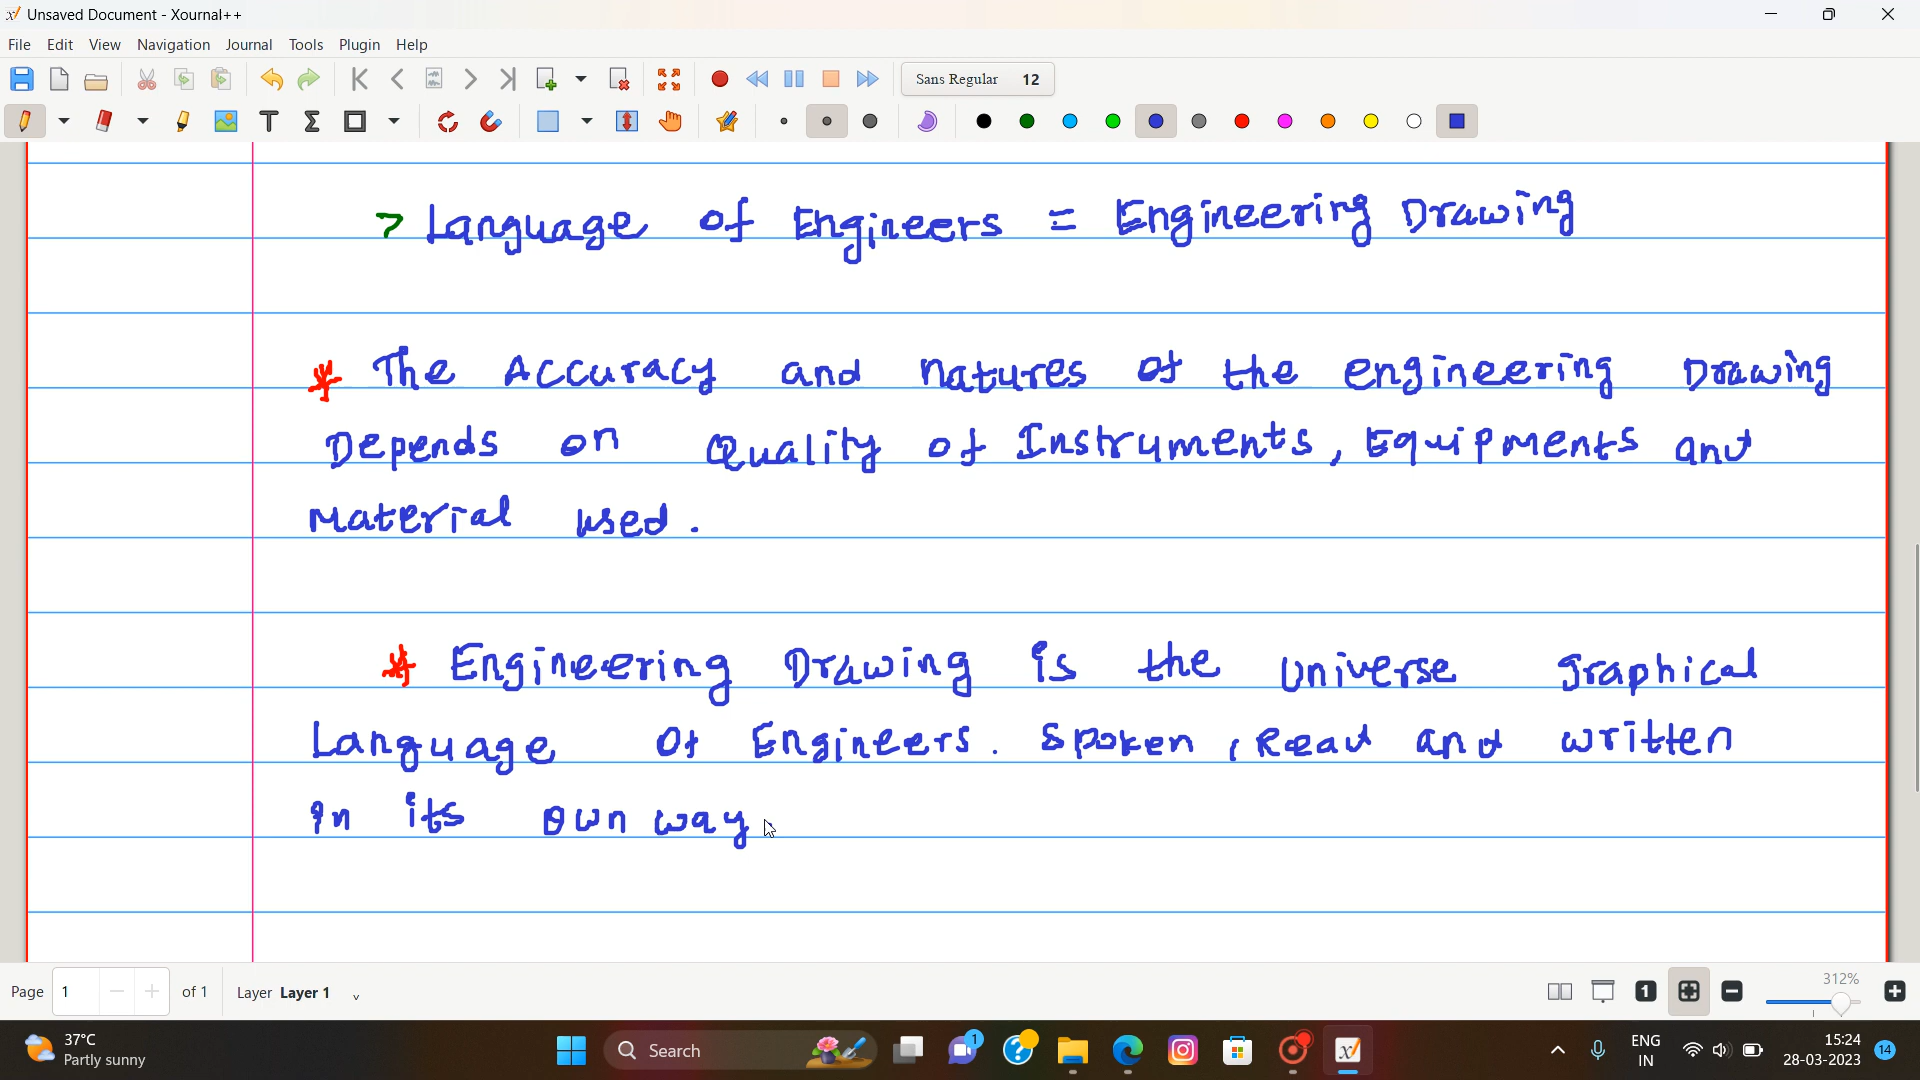 Unsaved Document - Xournal++
File Edit View Navigation Journal Tools Plugin Help
Sans Regular 12
> Language of Engineers = Engineering Drawing
* The Accuracy and natures of the engineering Drawing
Depends on Quality of Instruments, Equipments and
Material used.
* Engineering Drawing is the Universe graphical
Language Of Engineers. Spoken, Read and written
in its own way.
Page 1 of 1 Layer Layer 1 312%
37°C
Partly sunny
Search
1
ENG
IN
15:24
28-03-2023
14